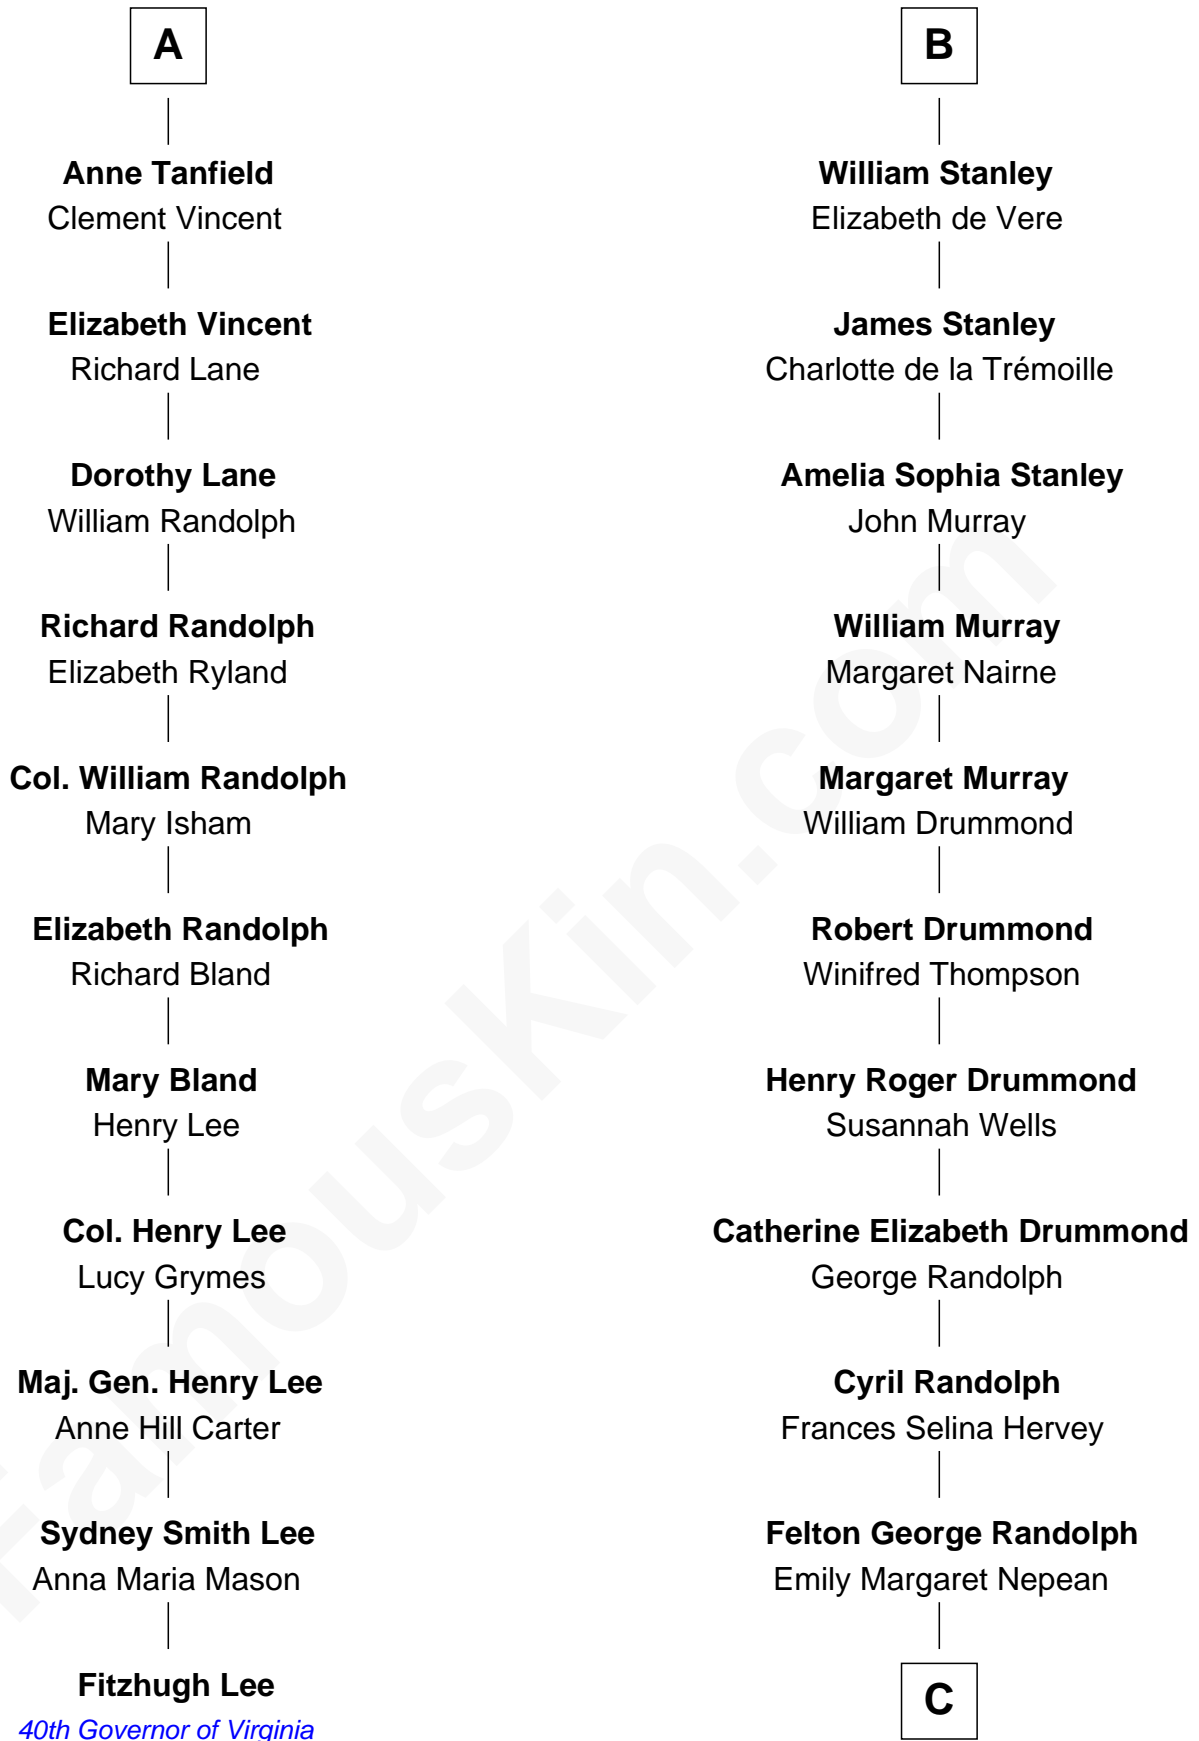 A
Anne Tanfield
Clement Vincent
Elizabeth Vincent
Richard Lane
Dorothy Lane
William Randolph
Richard Randolph
Elizabeth Ryland
Col. William Randolph
Mary Isham
Elizabeth Randolph
Richard Bland
Mary Bland
Henry Lee
Col. Henry Lee
Lucy Grymes
Maj. Gen. Henry Lee
Anne Hill Carter
Sydney Smith Lee
Anna Maria Mason
Fitzhugh Lee
40th Governor of Virginia
B
William Stanley
Elizabeth de Vere
James Stanley
Charlotte de la Trémoille
Amelia Sophia Stanley
John Murray
William Murray
Margaret Nairne
Margaret Murray
William Drummond
Robert Drummond
Winifred Thompson
Henry Roger Drummond
Susannah Wells
Catherine Elizabeth Drummond
George Randolph
Cyril Randolph
Frances Selina Hervey
Felton George Randolph
Emily Margaret Nepean
C
FamousKin.com